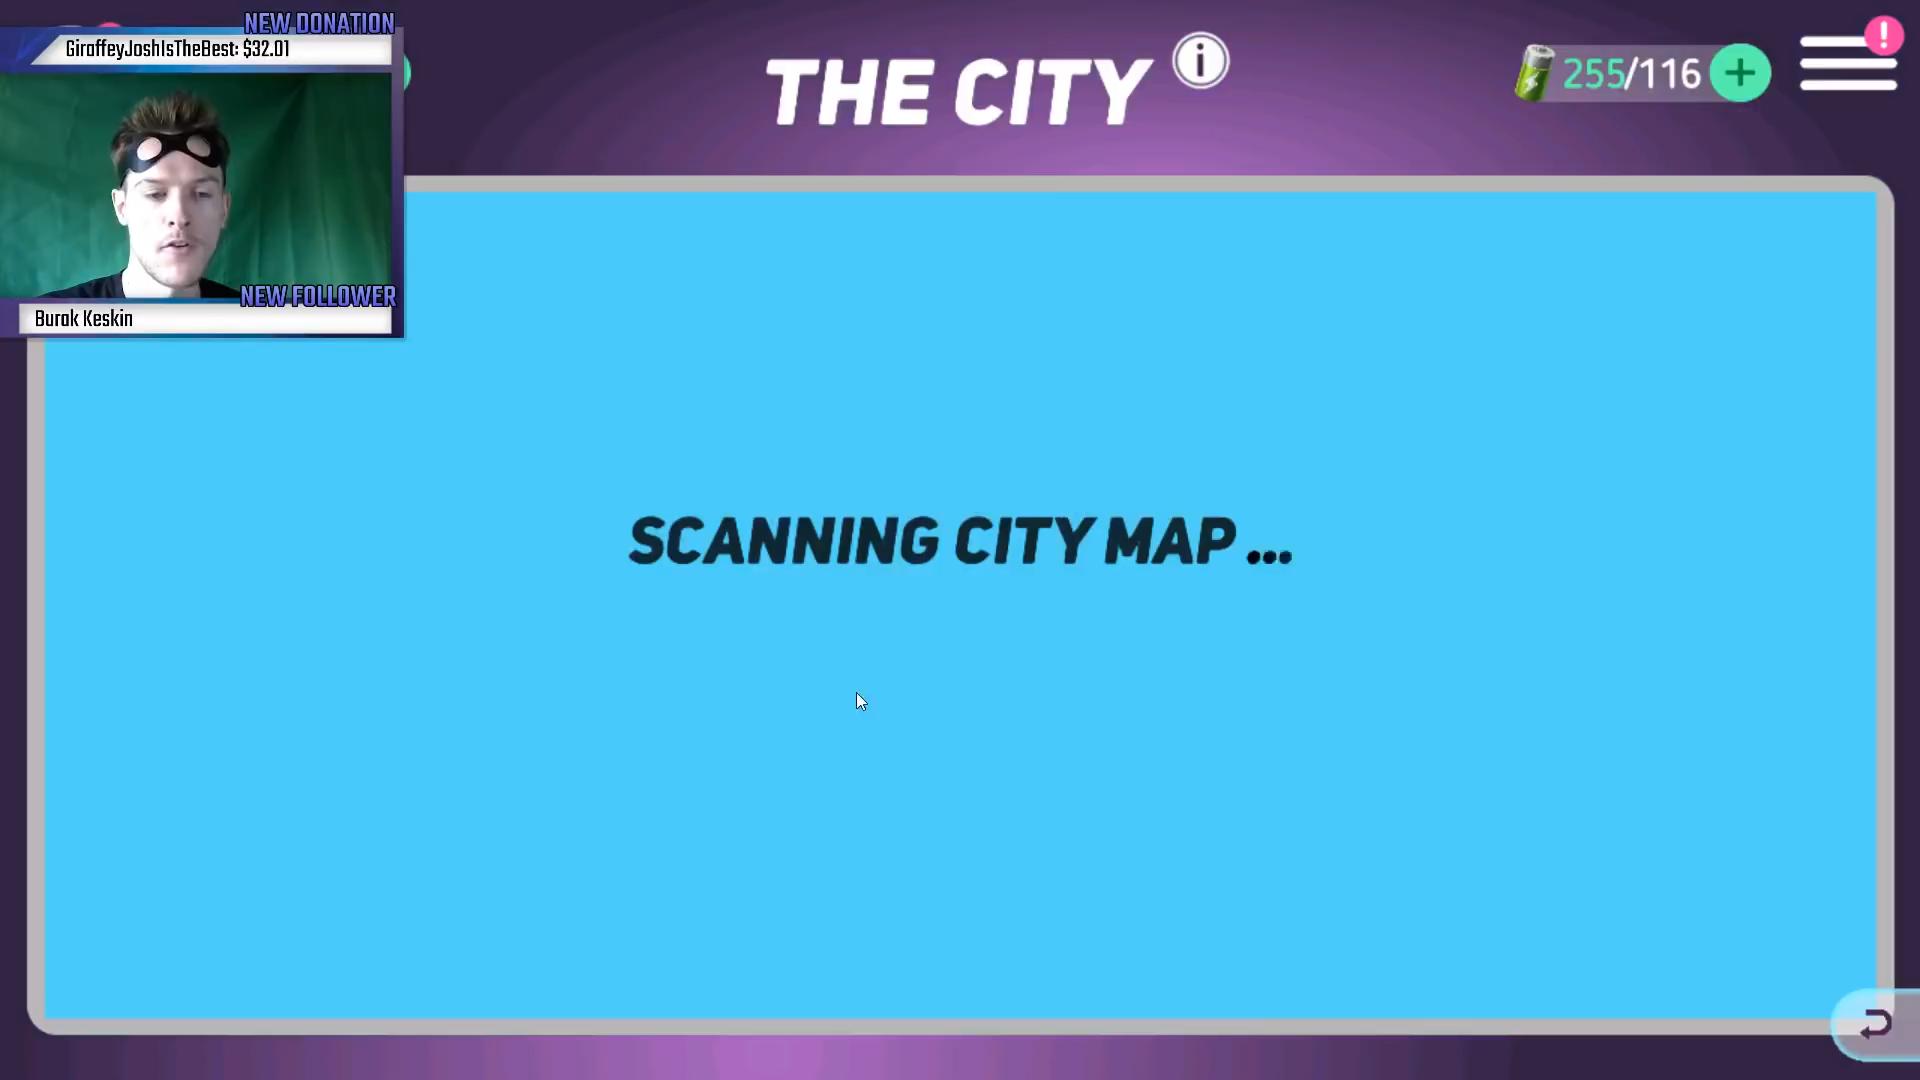 NEW DONATION
GiraffeyJoshIsTheBest: $32.01
THE CITY i
255/116 +
!
NEW FOLLOWER
Burak Keskin
SCANNING CITY MAP ...